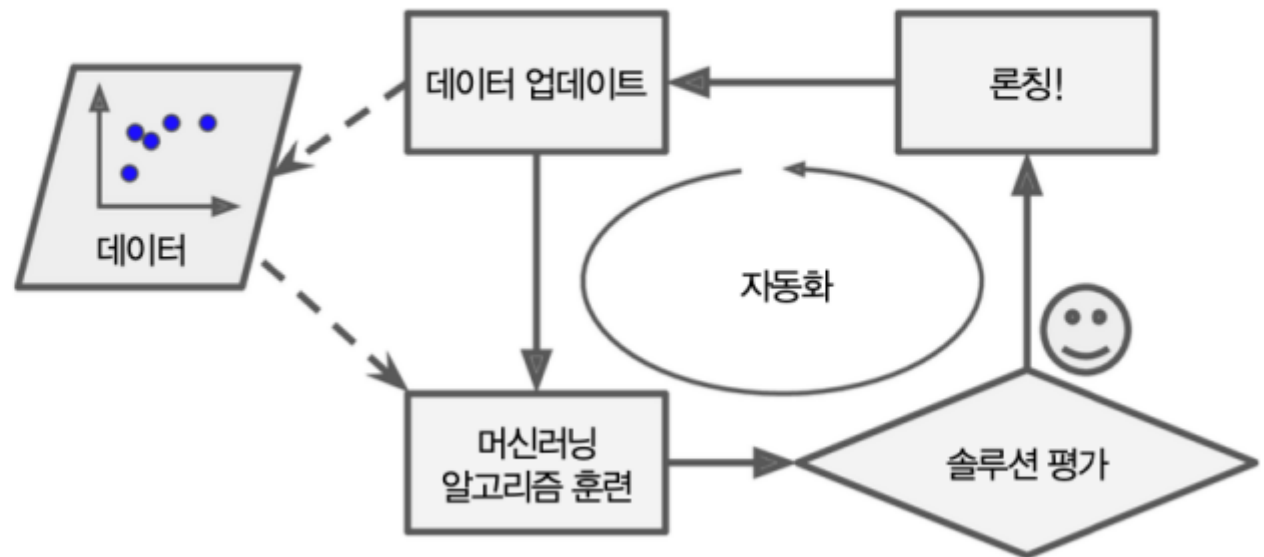 데이터 업데이트
론칭!
데이터
자동화
머신러닝
알고리즘 훈련
솔루션 평가